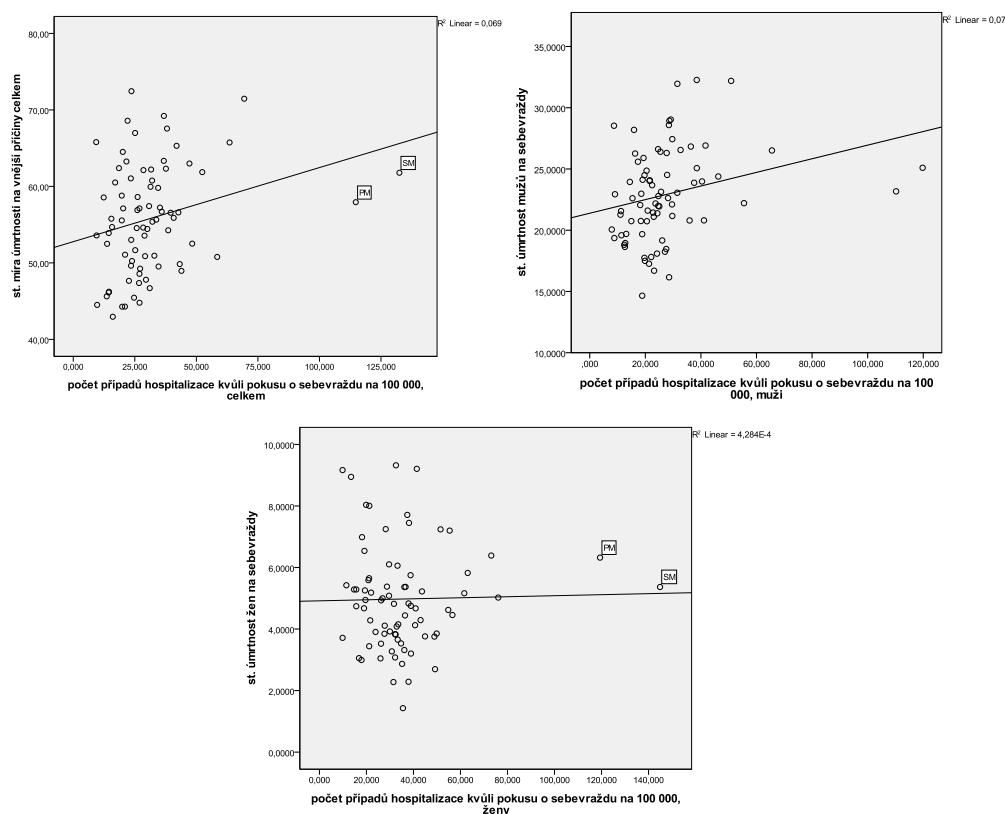 R² Linear = 0,069
80,00
70,00
60,00
50,00
40,00
st. míra úmrtnosti na vnější příčiny celkem
SM
PM
0,000 25,000 50,000 75,000 100,000 125,000
počet případů hospitalizace kvůli pokusu o sebevraždu na 100 000,
celkem
R² Linear = 0,07
35,0000
30,0000
25,0000
20,0000
15,0000
10,0000
st. úmrtnost mužů na sebevraždy
,000 20,000 40,000 60,000 80,000 100,000 120,000
počet případů hospitalizace kvůli pokusu o sebevraždu na 100
000, muži
R² Linear = 4,284E-4
10,0000
8,0000
6,0000
4,0000
2,0000
0,0000
st. úmrtnost žen na sebevraždy
PM
SM
0,000 20,000 40,000 60,000 80,000 100,000 120,000 140,000
počet případů hospitalizace kvůli pokusu o sebevraždu na 100 000,
ženy